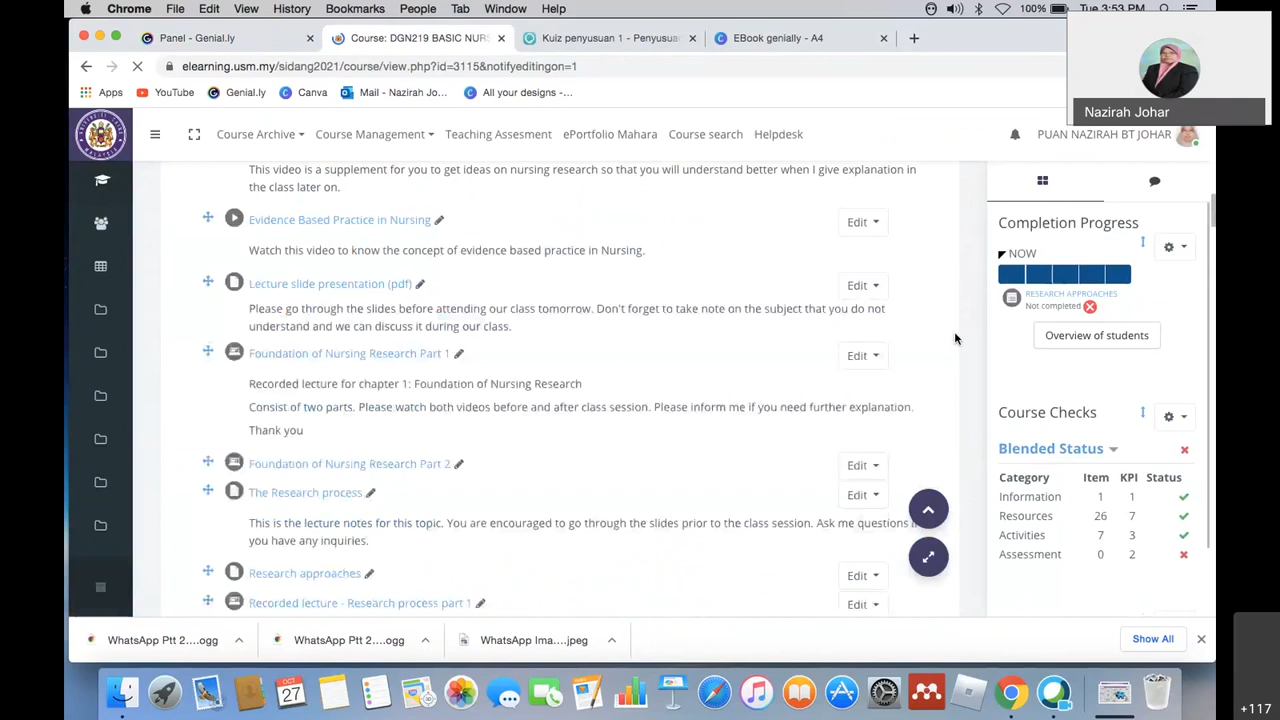 Chrome File Edit View History Bookmarks People Tab Window Help 100% Tue 3:53 PM
Panel - Genial.ly Course: DGN219 BASIC NURS Kuiz penyusuan 1 - Penyusua EBook genially - A4
elearning.usm.my/sidang2021/course/view.php?id=3115&notifyeditingon=1
Apps YouTube Genial.ly Canva Mail - Nazirah Jo... All your designs -...
Nazirah Johar
Course Archive Course Management Teaching Assesment ePortfolio Mahara Course search Helpdesk PUAN NAZIRAH BT JOHAR
This video is a supplement for you to get ideas on nursing research so that you will understand better when I give explanation in
the class later on.
Evidence Based Practice in Nursing Edit
Watch this video to know the concept of evidence based practice in Nursing.
Lecture slide presentation (pdf) Edit
Please go through the slides before attending our class tomorrow. Don't forget to take note on the subject that you do not
understand and we can discuss it during our class.
Foundation of Nursing Research Part 1 Edit
Recorded lecture for chapter 1: Foundation of Nursing Research
Consist of two parts. Please watch both videos before and after class session. Please inform me if you need further explanation.
Thank you
Foundation of Nursing Research Part 2 Edit
The Research process Edit
This is the lecture notes for this topic. You are encouraged to go through the slides prior to the class session. Ask me questions i
you have any inquiries.
Research approaches Edit
Recorded lecture - Research process part 1 Edit
Completion Progress
NOW
RESEARCH APPROACHES
Not completed
Overview of students
Course Checks
Blended Status
Category Item KPI Status
Information 1 1
Resources 26 7
Activities 7 3
Assessment 0 2
WhatsApp Ptt 2....ogg WhatsApp Ptt 2....ogg WhatsApp Ima....jpeg Show All
OCT
27
+117